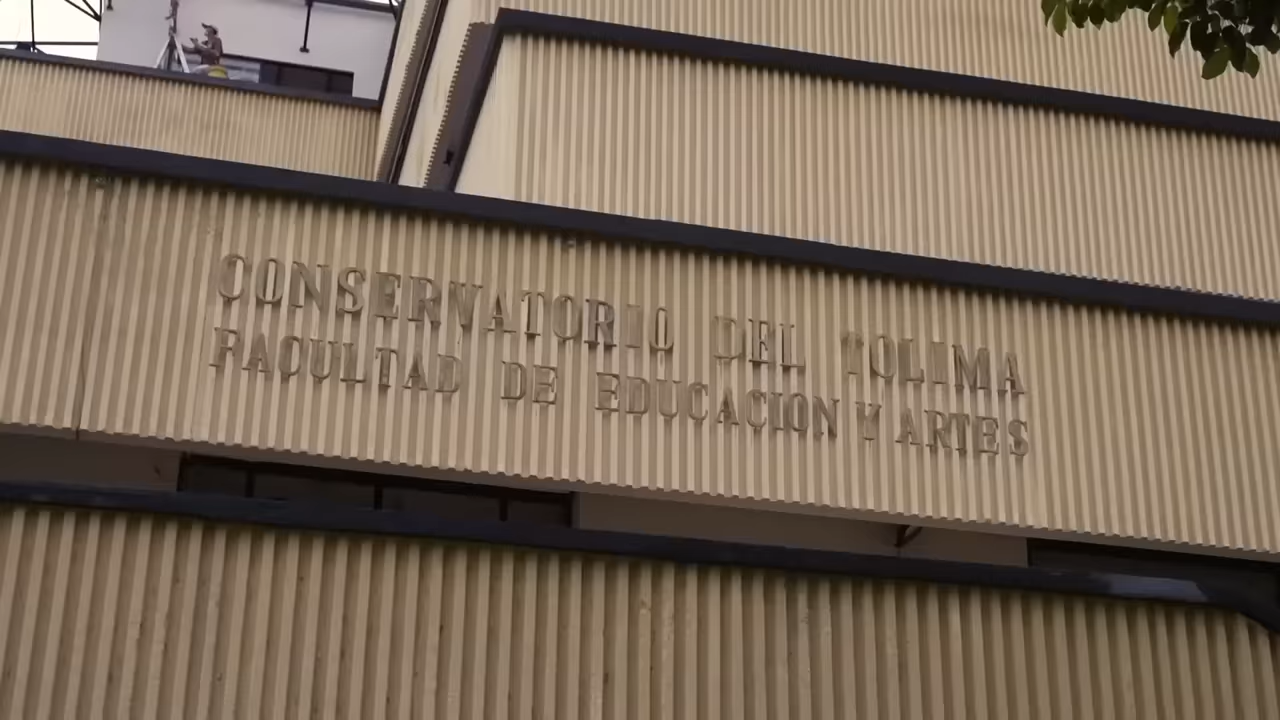 CONSERVATORIO DEL TOLIMA
FACULTAD DE EDUCACION Y ARTES